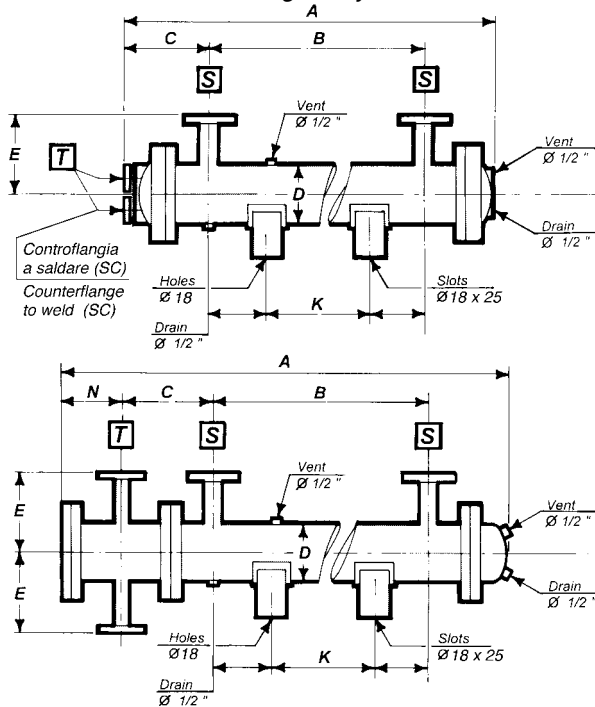 A
C B
S S
Vent
Ø 1/2 "
E
T
D
Vent
Ø 1/2 "
Drain
Ø 1/2 "
Controflangia
a saldare (SC)
Counterflange
to weld (SC)
Holes
Ø 18
K
Slots
Ø 18 x 25
Drain
Ø 1/2 "
A
N C B
T S S
Vent
Ø 1/2 "
E
D
Vent
Ø 1/2 "
E
Drain
Ø 1/2 "
Holes
Ø 18
K
Slots
Ø 18 x 25
Drain
Ø 1/2 "